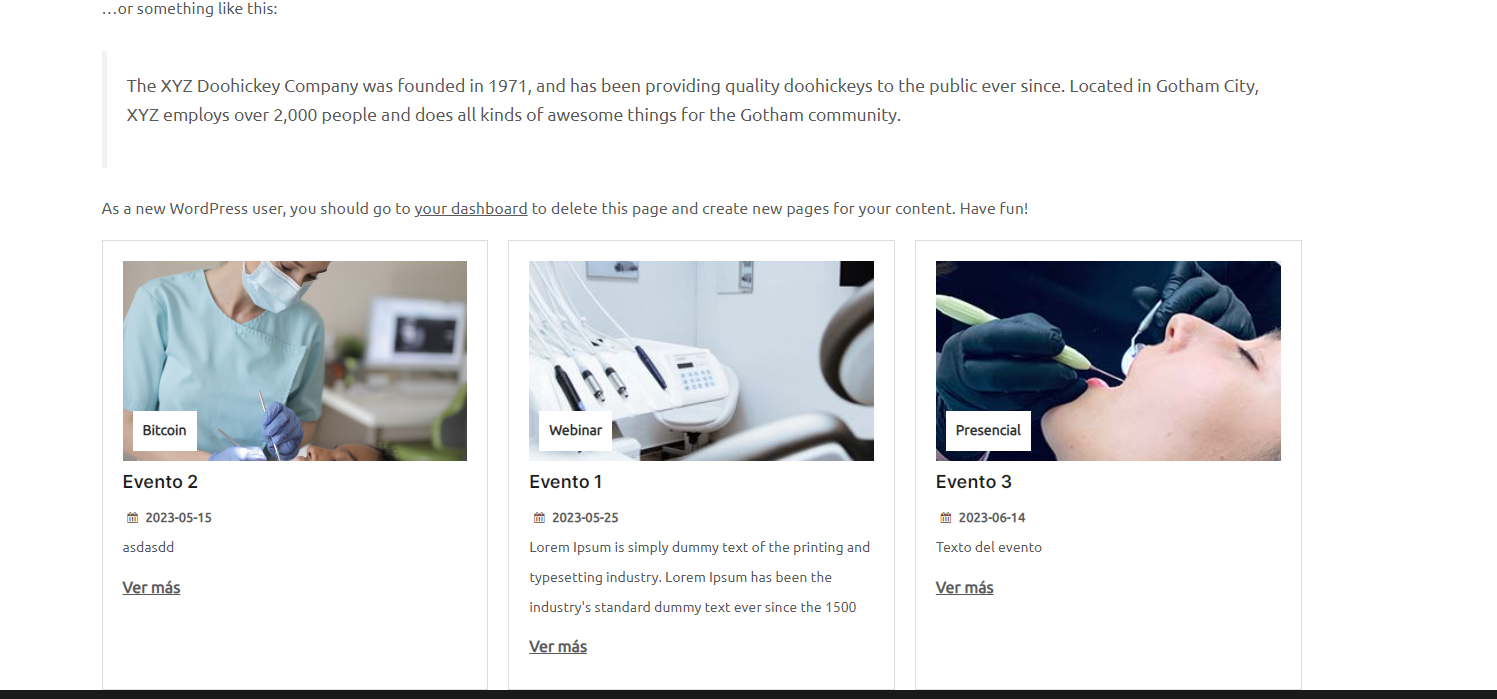 …or something like this:
The XYZ Doohickey Company was founded in 1971, and has been providing quality doohickeys to the public ever since. Located in Gotham City,
XYZ employs over 2,000 people and does all kinds of awesome things for the Gotham community.
As a new WordPress user, you should go to your dashboard to delete this page and create new pages for your content. Have fun!
Bitcoin
Evento 2
2023-05-15
asdasdd
Ver más
Webinar
Evento 1
2023-05-25
Lorem Ipsum is simply dummy text of the printing and
typesetting industry. Lorem Ipsum has been the
industry's standard dummy text ever since the 1500
Ver más
Presencial
Evento 3
2023-06-14
Texto del evento
Ver más